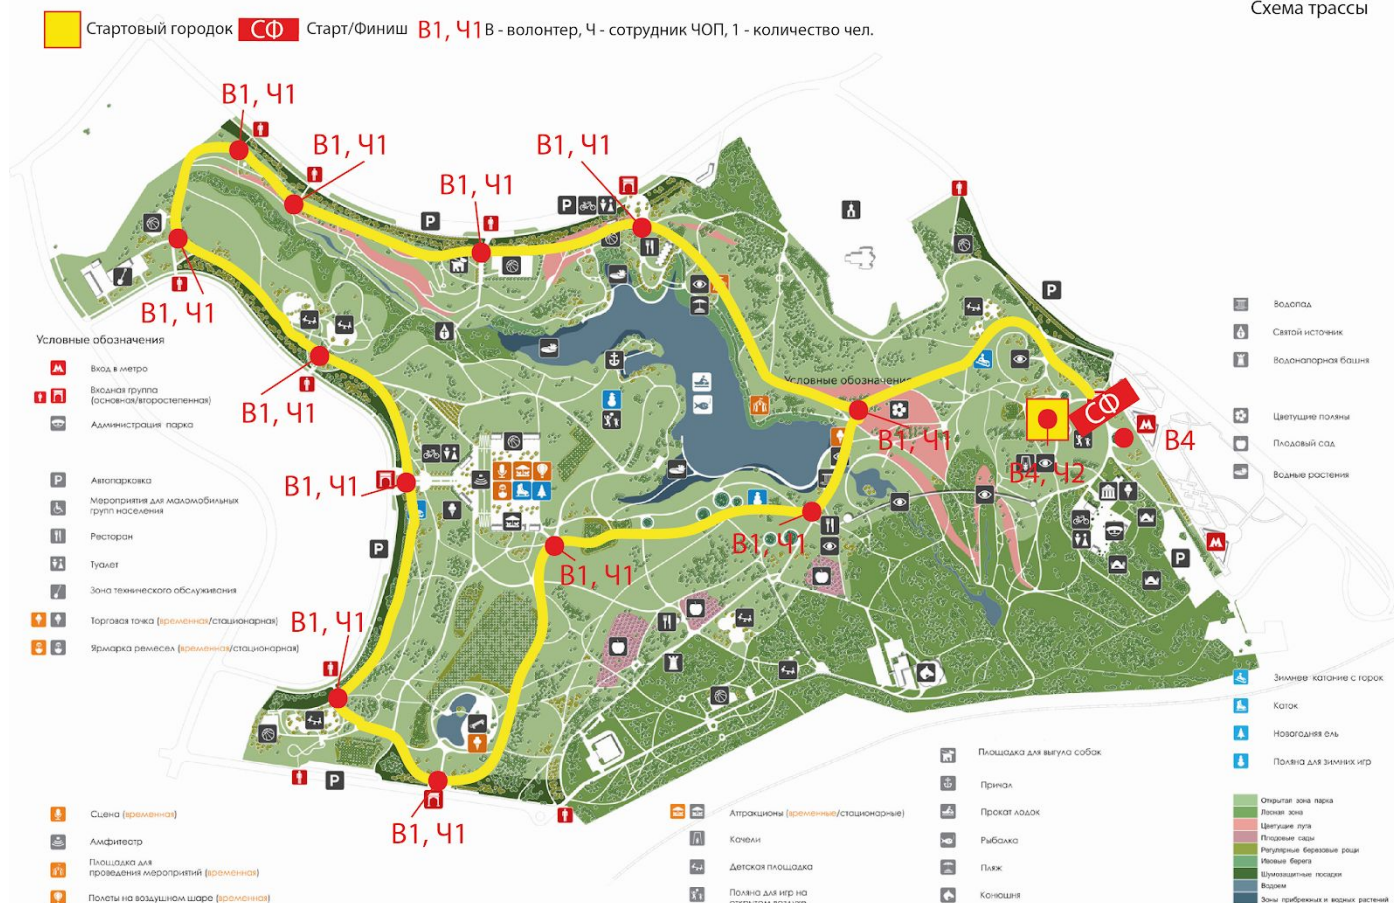 Схема трассы
Стартовый городок СФ Старт/Финиш В1, Ч1 В - волонтер, Ч - сотрудник ЧОП, 1 - количество чел.
В1, Ч1
В1, Ч1
В1, Ч1
В1, Ч1
В1, Ч1
В1, Ч1
В1, Ч1
В1, Ч1
В1, Ч1
В1, Ч1
В1, Ч1
В1, Ч1
СФ
В4
В4, Ч2
Условные обозначения
Условные обозначения
Вход в метро
Входная группа
(основная/второстепенная)
Администрация парка
Автопарковка
Мероприятия для маломобильных
групп населения
Ресторан
Туалет
Зона технического обслуживания
Торговая точка (временная/стационарная)
Ярмарка ремесел (временная/стационарная)
Сцена (временная)
Амфитеатр
Площадка для
проведения мероприятий (временная)
Полеты на воздушном шаре (временная)
Аттракционы (временные/стационарные)
Качели
Детская площадка
Поляна для игр на
открытом воздухе
Площадка для выгула собак
Причал
Прокат лодок
Рыбалка
Пляж
Конюшня
Водопад
Святой источник
Водонапорная башня
Цветущие поляны
Плодовый сад
Водные растения
Зимнее катание с горок
Каток
Новогодняя ель
Поляна для зимних игр
Открытая зона парка
Лесная зона
Цветущие луга
Плодовые сады
Регулярные березовые рощи
Ивовые берега
Шумозащитные посадки
Водоем
Зоны прибрежных и водных растений
P
P
P
P
P
P
P